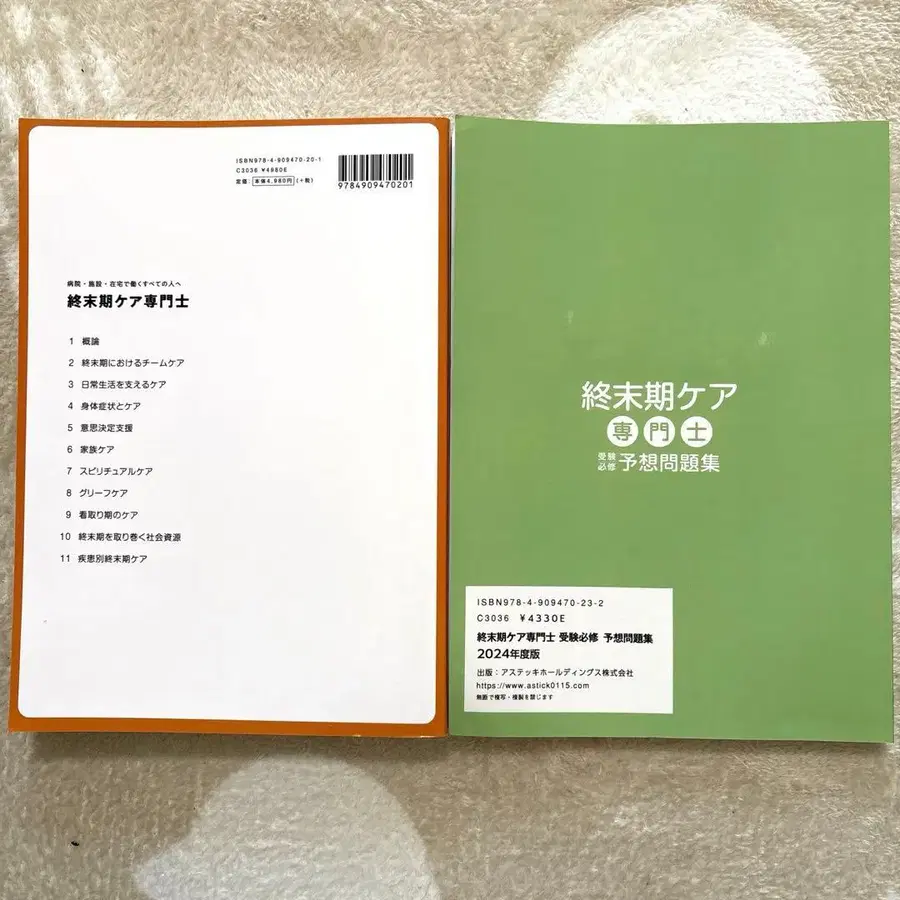 ISBN978-4-909470-20-1
C3036 ¥4980E
定価：本体4,980円（+税）
9784909470201
病院・施設・在宅で働くすべての人へ
終末期ケア専門士
1 概論
2 終末期におけるチームケア
3 日常生活を支えるケア
4 身体症状とケア
5 意思決定支援
6 家族ケア
7 スピリチュアルケア
8 グリーフケア
9 看取り期のケア
10 終末期を取り巻く社会資源
11 疾患別終末期ケア
終末期ケア
専門士
受験必修 予想問題集
ISBN978-4-909470-23-2
C3036 ¥4330E
終末期ケア専門士 受験必修 予想問題集
2024年度版
出版：アステッキホールディングス株式会社
https://www.astick0115.com/
無断で複写・複製を禁じます